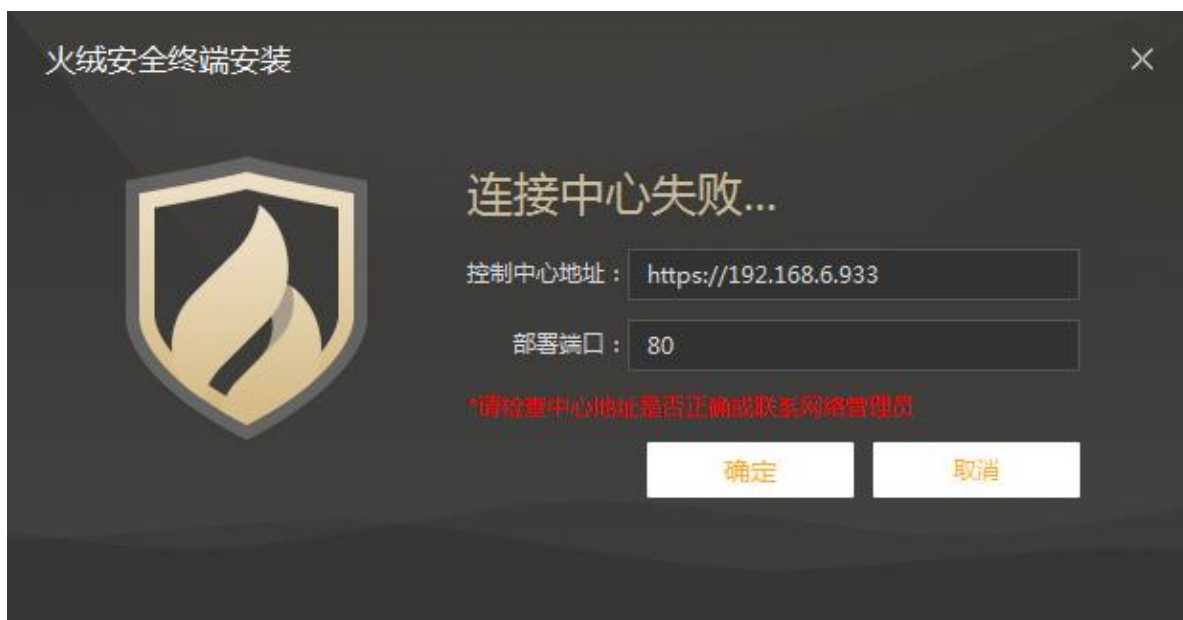 火绒安全终端安装
连接中心失败...
控制中心地址： https://192.168.6.933
部署端口： 80
*请检查中心地址是否正确或联系网络管理员
确定 取消